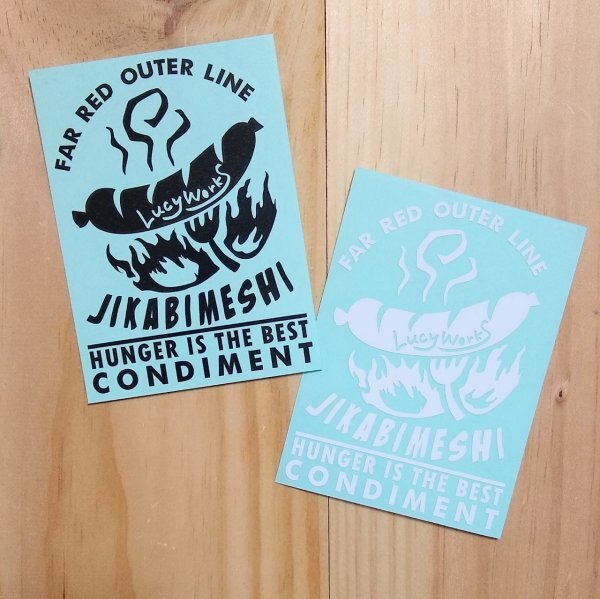 FAR RED OUTER LINE
LucyWorkS
JIKABIMESHI
HUNGER IS THE BEST
CONDIMENT
FAR RED OUTER LINE
LucyWorkS
JIKABIMESHI
HUNGER IS THE BEST
CONDIMENT